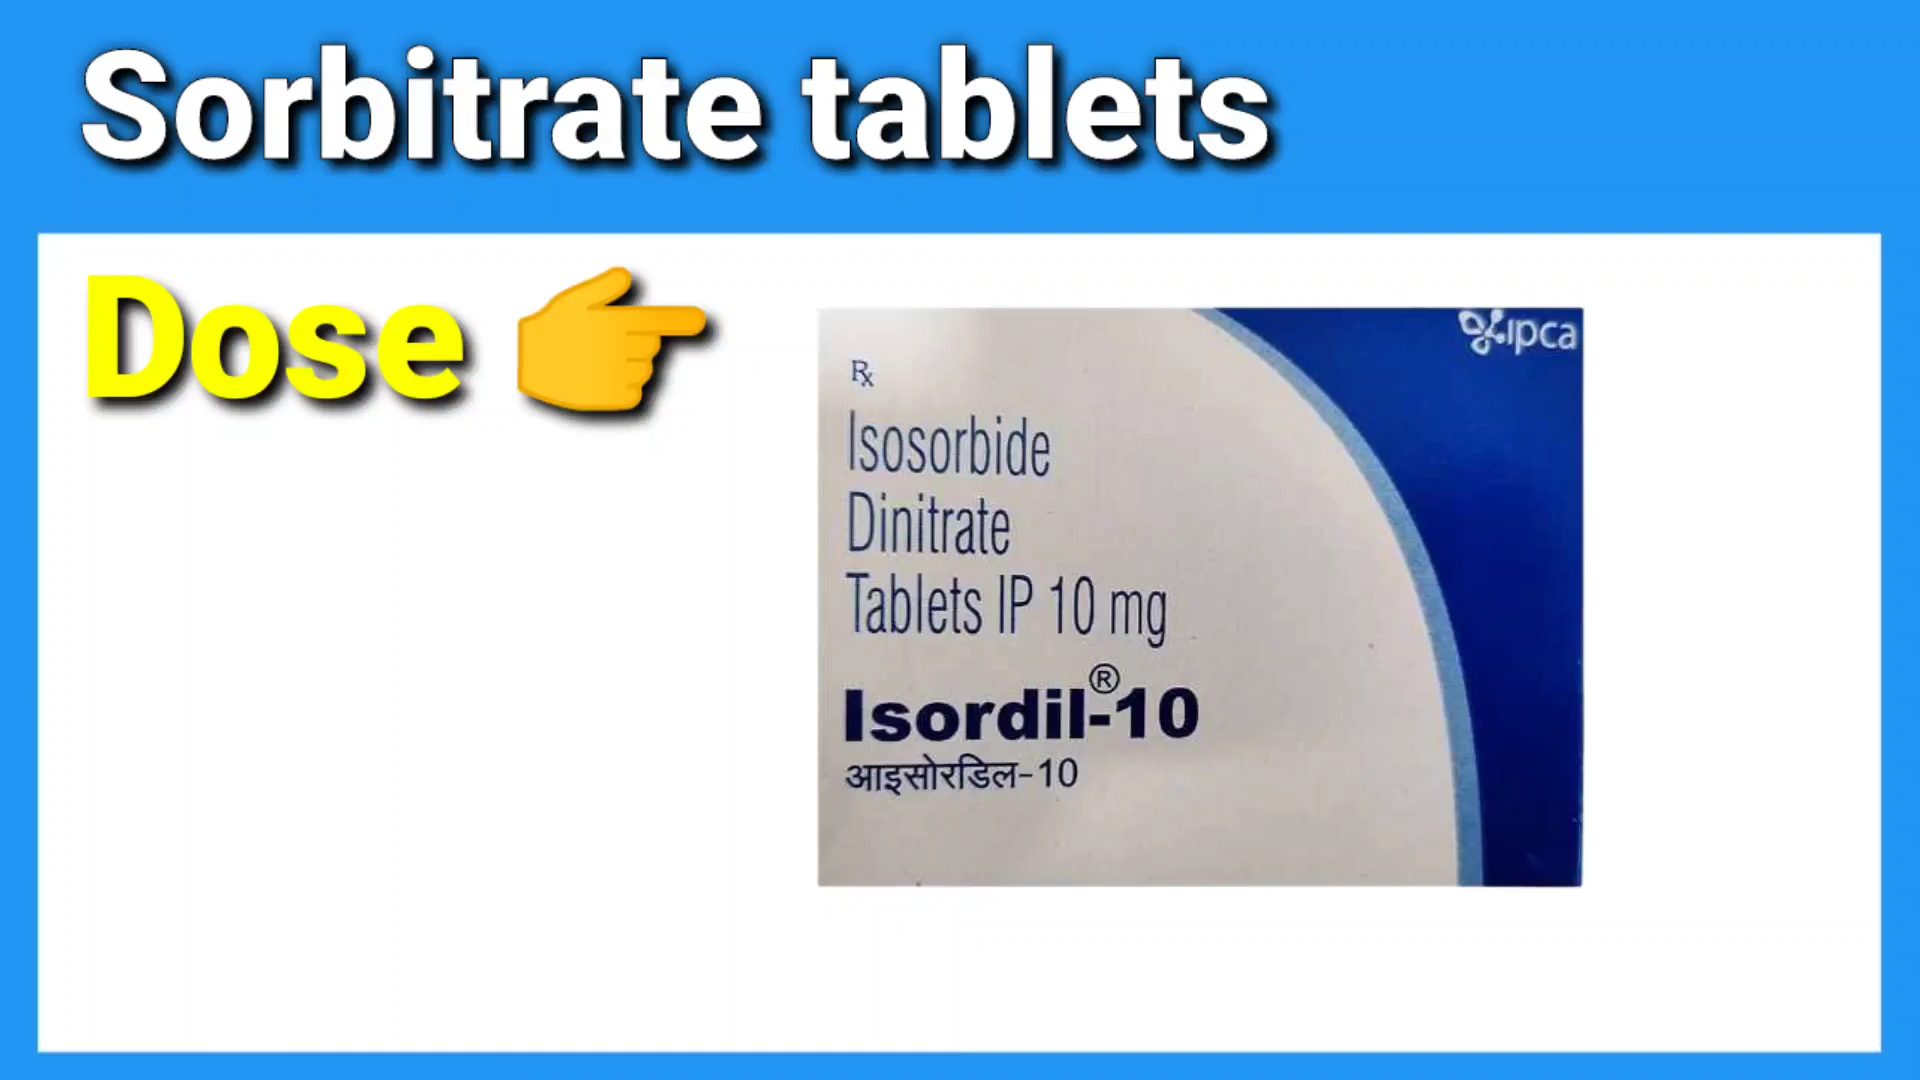 Sorbitrate tablets
Dose
ipca
Rx
Isosorbide
Dinitrate
Tablets IP 10 mg
Isordil®-10
आइसोरडिल-10